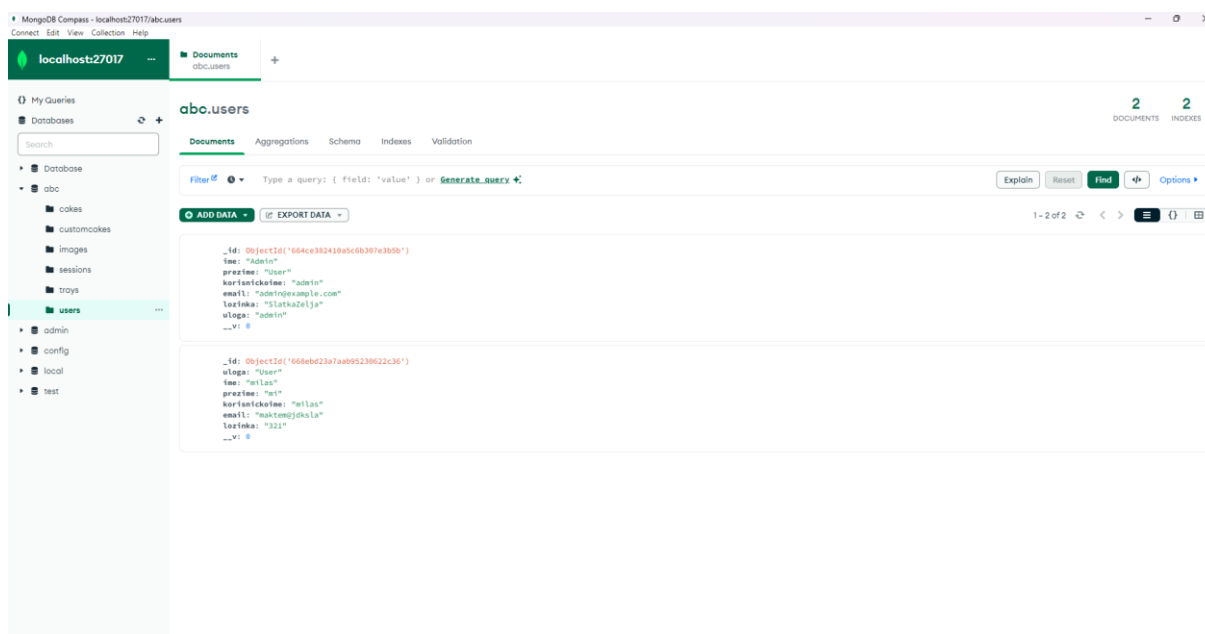 MongoDB Compass - localhost:27017/abc.users
Connect Edit View Collection Help
localhost:27017 ...
Documents
abc.users
+
{} My Queries
Databases
Search
Database
abc
cakes
customcakes
images
sessions
trays
users ...
admin
config
local
test
abc.users
2
DOCUMENTS
2
INDEXES
Documents Aggregations Schema Indexes Validation
Filter Type a query: { field: 'value' } or Generate query
Explain Reset Find </> Options
ADD DATA EXPORT DATA
1 – 2 of 2
{}
_id: ObjectId('664ce382410a5c6b307e3b5b')
ime: "Admin"
prezime: "User"
korisnickoime: "admin"
email: "admin@example.com"
lozinka: "SlatkaZelja"
uloga: "admin"
__v: 0
_id: ObjectId('668ebd23a7aab95230622c36')
uloga: "User"
ime: "milas"
prezime: "mi"
korisnickoime: "milas"
email: "maktem@jdksla"
lozinka: "321"
__v: 0